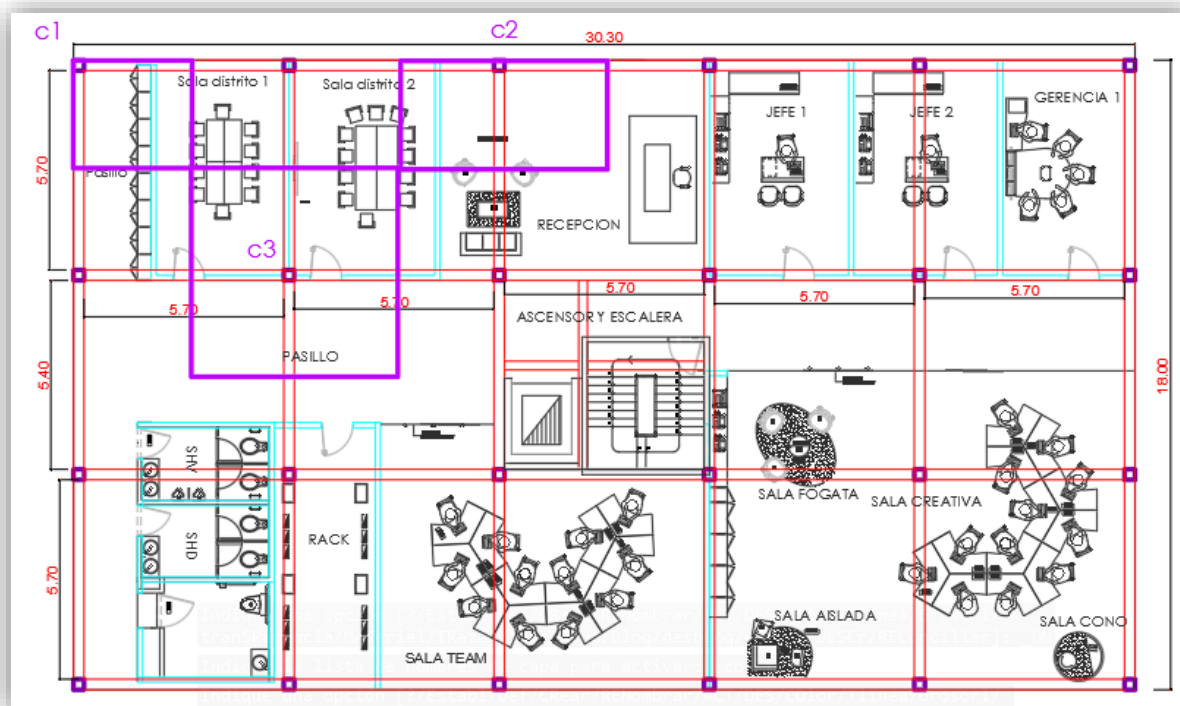 c1
c2
30.30
Sala distrito 1
Sala distrito 2
JEFE 1
JEFE 2
GERENCIA 1
5.70
Pasillo
RECEPCION
c3
5.70
5.70
5.70
5.70
5.70
ASCENSOR Y ESCALERA
PASILLO
5.40
18.00
SHV
SALA FOGATA
SALA CREATIVA
RACK
SHD
5.70
SALA AISLADA
SALA CONO
SALA TEAM